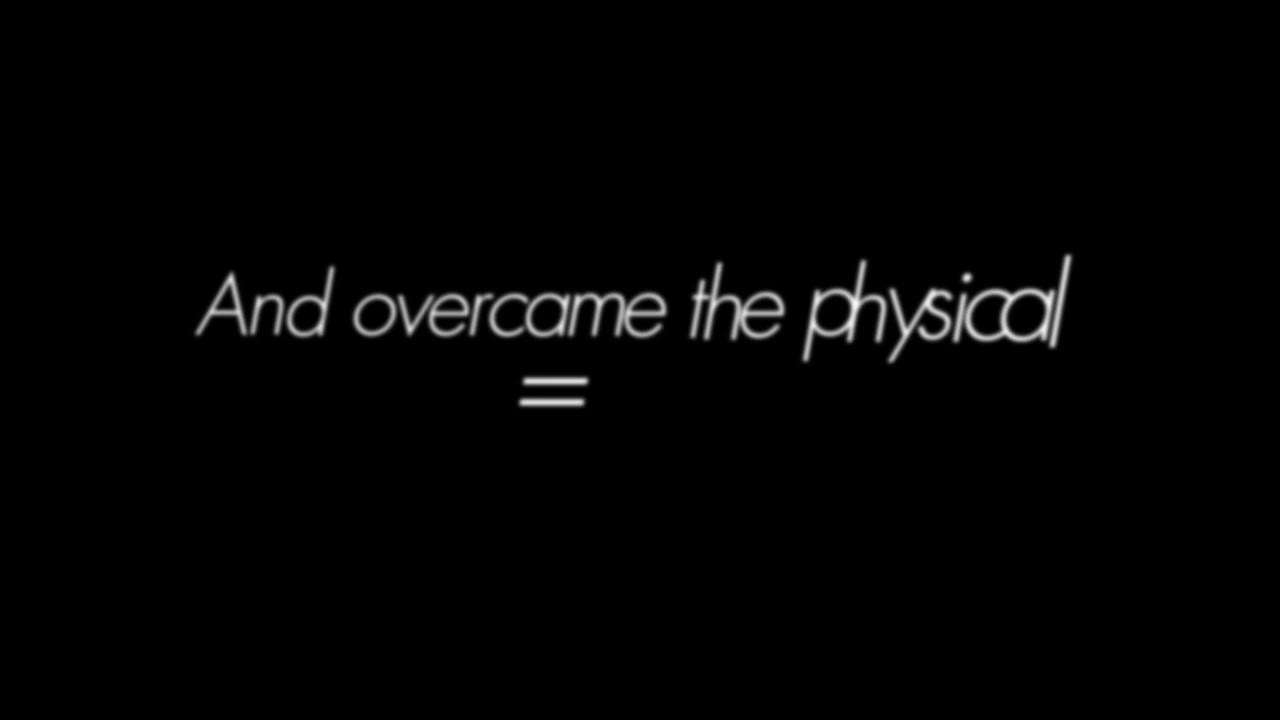 And overcame the physical
=